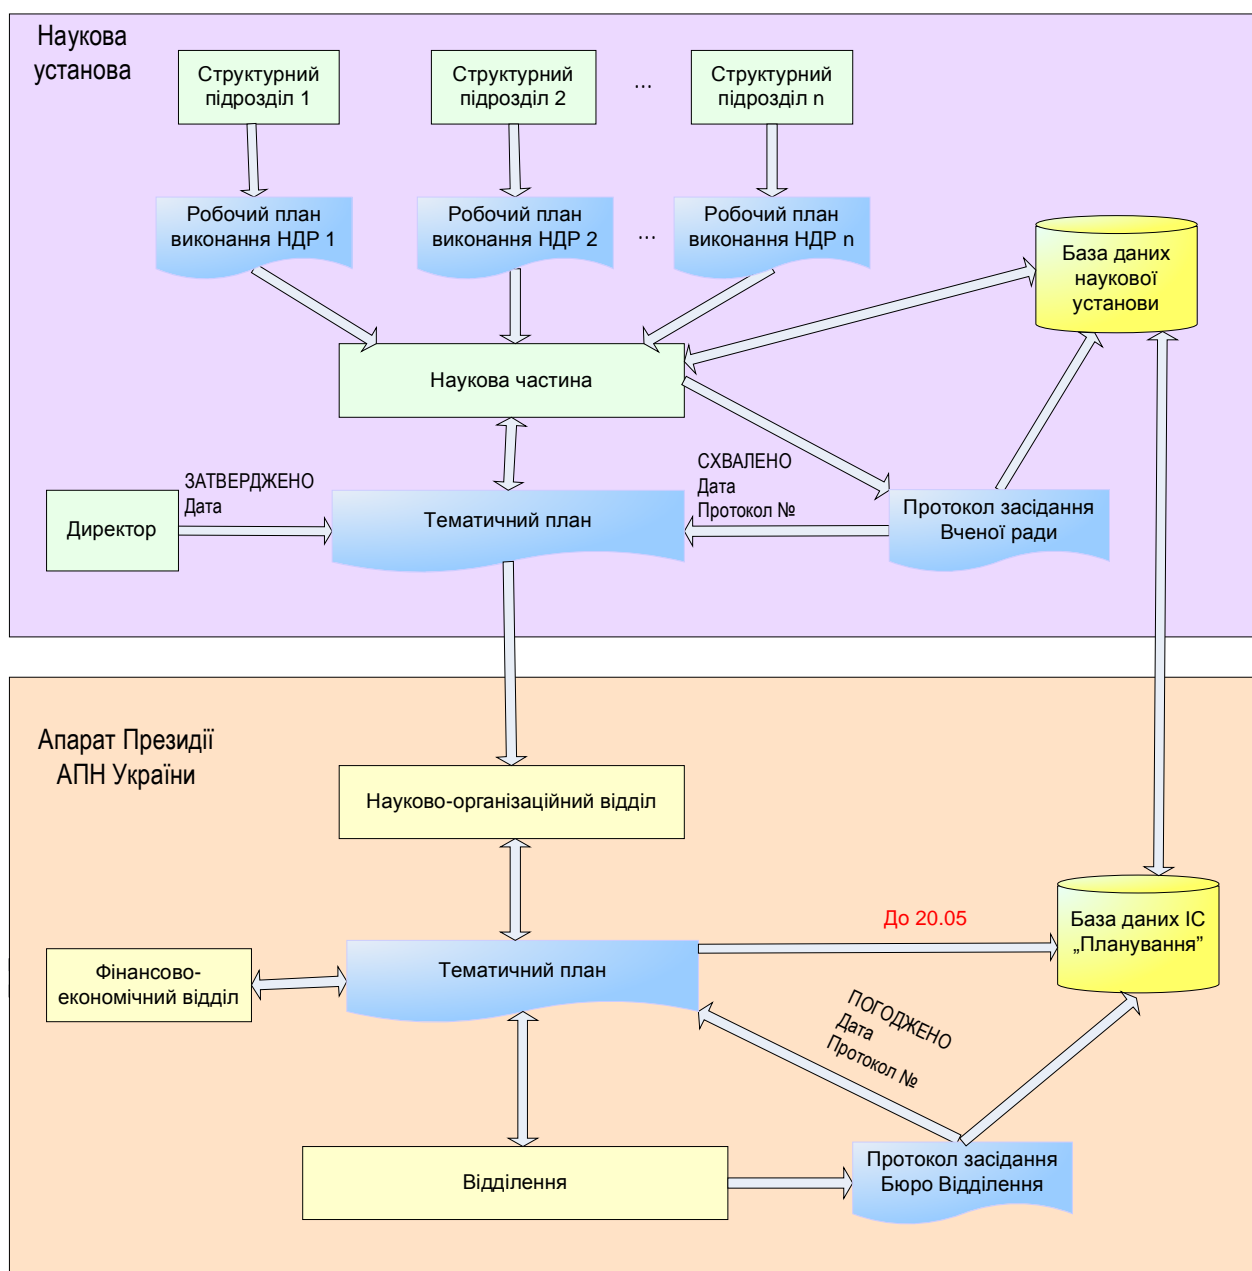 Наукова
установа
Структурний
підрозділ 1
Структурний
підрозділ 2
...
Структурний
підрозділ n
Робочий план
виконання НДР 1
Робочий план
виконання НДР 2
...
Робочий план
виконання НДР n
База даних
наукової
установи
Наукова частина
ЗАТВЕРДЖЕНО
Дата
СХВАЛЕНО
Дата
Протокол №
Директор
Тематичний план
Протокол засідання
Вченої ради
Апарат Президії
АПН України
Науково-організаційний відділ
До 20.05
База даних ІС
„Планування”
Фінансово-
економічний відділ
Тематичний план
ПОГОДЖЕНО
Дата
Протокол №
Відділення
Протокол засідання
Бюро Відділення